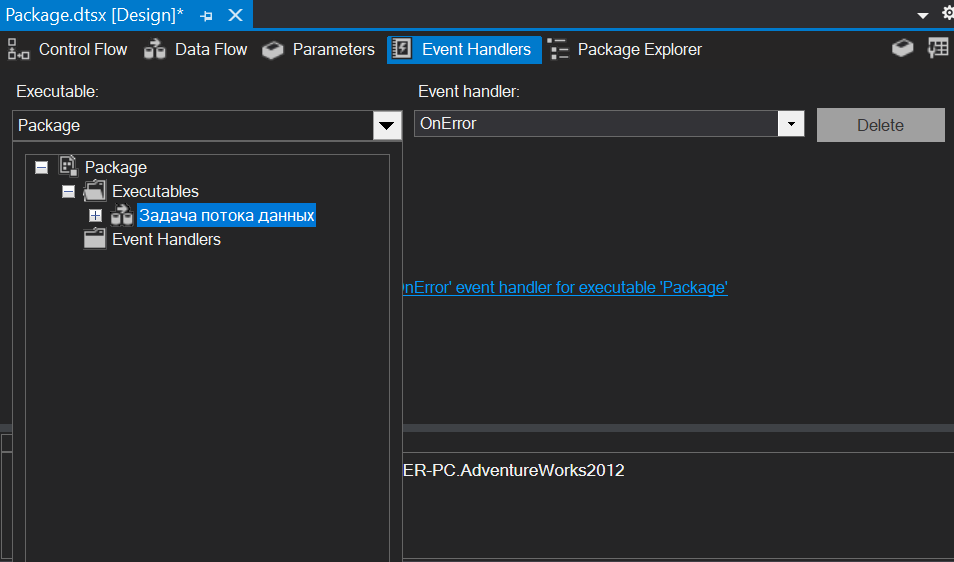 Package.dtsx [Design]*
Control Flow Data Flow Parameters Event Handlers Package Explorer
Executable: Event handler:
Package OnError Delete
Package
Executables
Задача потока данных
Event Handlers
event handler for executable 'Package'
ER-PC.AdventureWorks2012